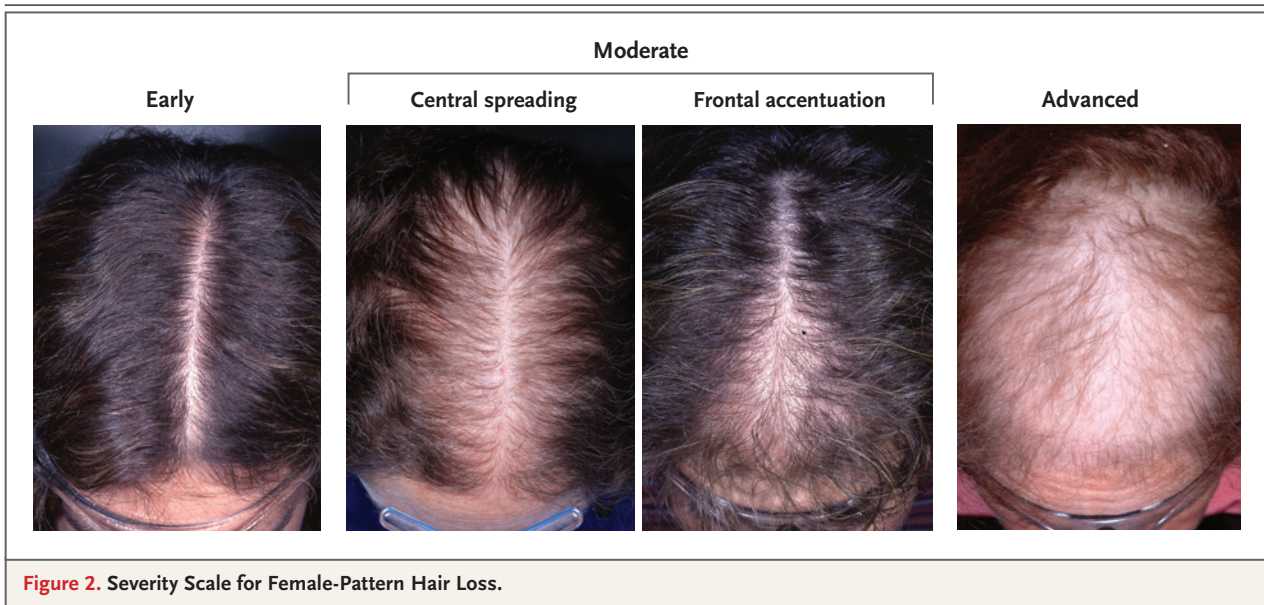 Moderate
Early
Central spreading
Frontal accentuation
Advanced
Figure 2. Severity Scale for Female-Pattern Hair Loss.